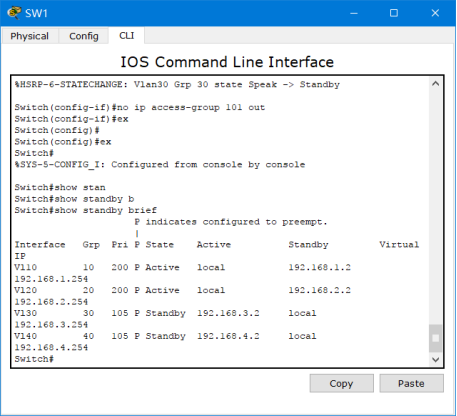 SW1
Physical Config CLI
IOS Command Line Interface
%HSRP-6-STATECHANGE: Vlan30 Grp 30 state Speak -> Standby
Switch(config-if)#no ip access-group 101 out
Switch(config-if)#ex
Switch(config)#
Switch(config)#ex
Switch#
%SYS-5-CONFIG_I: Configured from console by console
Switch#show stan
Switch#show standby b
Switch#show standby brief
P indicates configured to preempt.
|
Interface Grp Pri P State Active Standby Virtual
IP
Vl10 10 200 P Active local 192.168.1.2
192.168.1.254
Vl20 20 200 P Active local 192.168.2.2
192.168.2.254
Vl30 30 105 P Standby 192.168.3.2 local
192.168.3.254
Vl40 40 105 P Standby 192.168.4.2 local
192.168.4.254
Switch#
Copy Paste